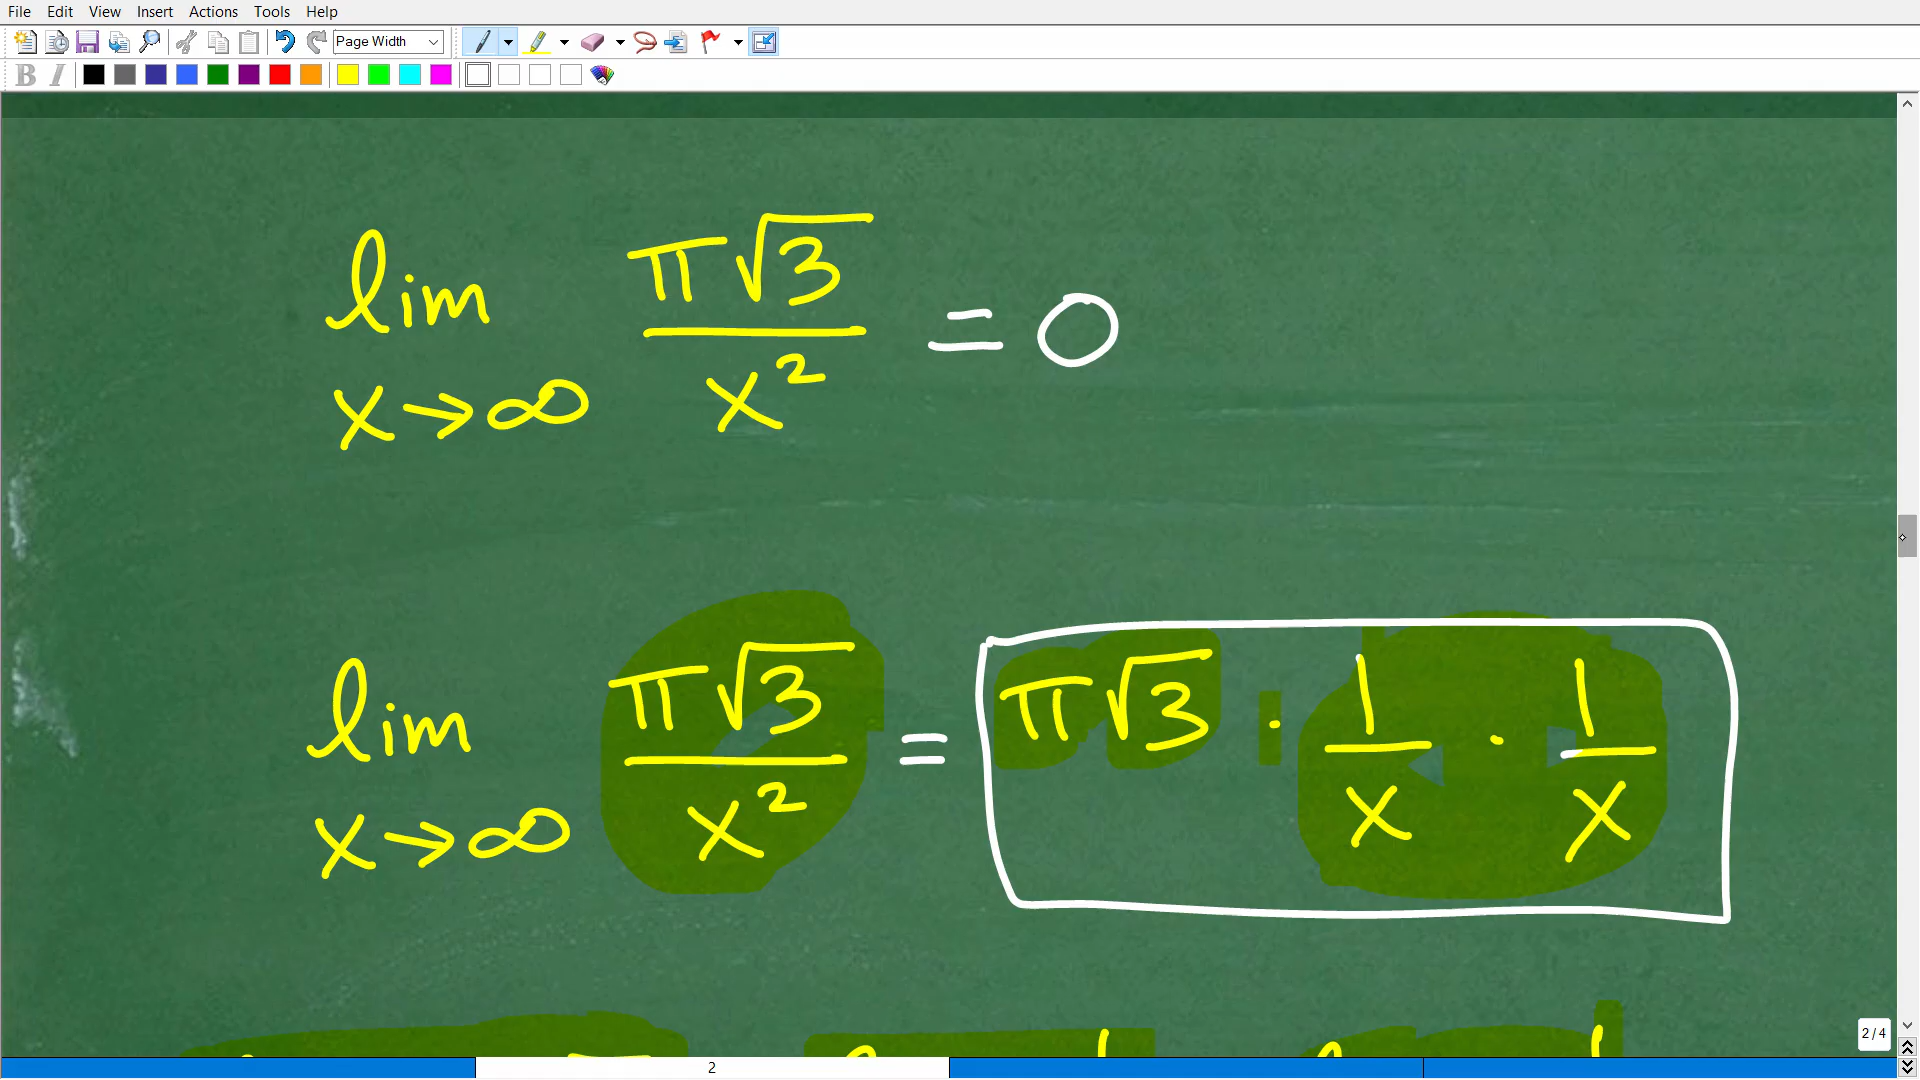 File Edit View Insert Actions Tools Help
Page Width
B I
lim π√3/x² = 0
x→∞
lim π√3/x² = π√3 · 1/x · 1/x
x→∞
2 / 4
2